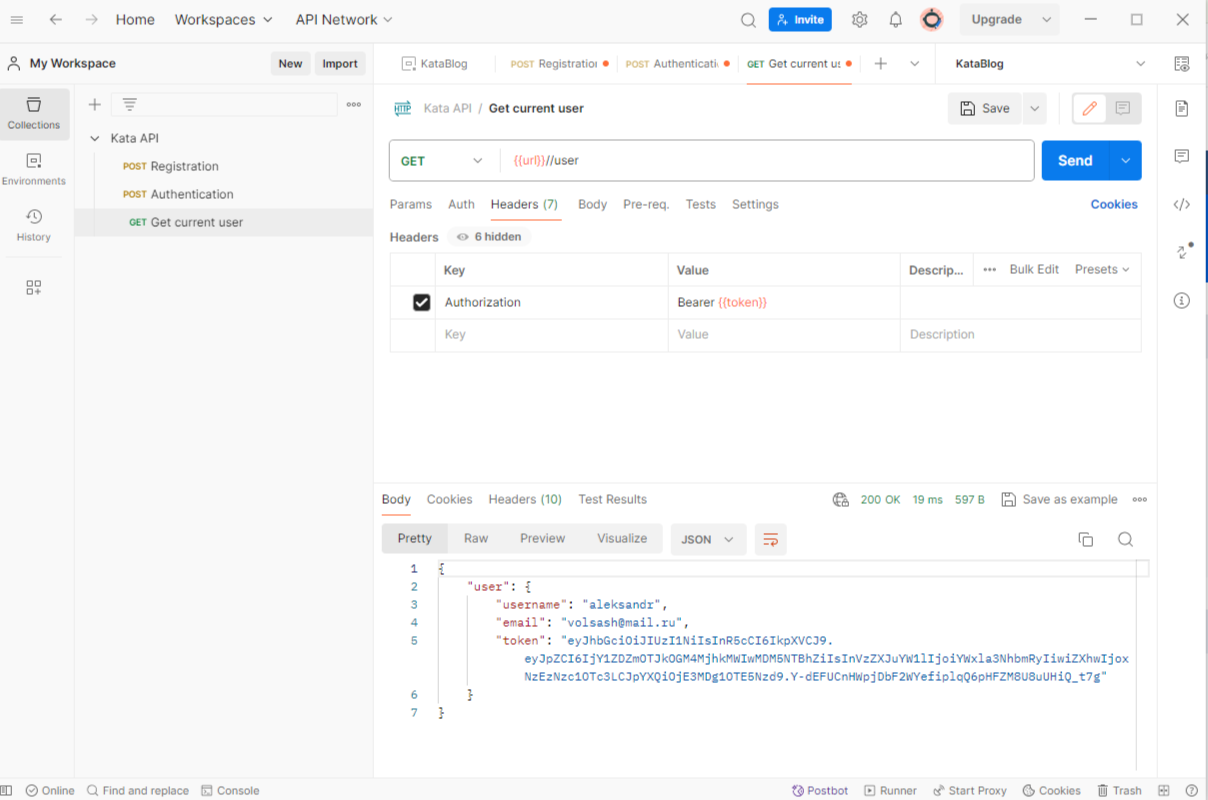 Home Workspaces API Network Invite Upgrade
My Workspace New Import KataBlog POST Registration POST Authentication GET Get current us KataBlog
Kata API / Get current user Save
Collections
Kata API
POST Registration
GET {{url}}//user Send
Environments
POST Authentication
Params Auth Headers (7) Body Pre-req. Tests Settings Cookies
GET Get current user
History
Headers 6 hidden
Key Value Descrip... Bulk Edit Presets
Authorization Bearer {{token}}
Key Value Description
Body Cookies Headers (10) Test Results 200 OK 19 ms 597 B Save as example
Pretty Raw Preview Visualize JSON
1 {
2 "user": {
3 "username": "aleksandr",
4 "email": "volsash@mail.ru",
5 "token": "eyJhbGciOiJIUzI1NiIsInR5cCI6IkpXVCJ9.
eyJpZCI6IjY1ZDZmOTJkOGM4MjhkMWIwMDM5NTBhZiIsInVzZXJuYW1lIjoiYWxla3NhbmRyIiwiZXhwIjox
NzEzNzc1OTc3LCJpYXQiOjE3MDg1OTE5Nzd9.Y-dEFUCnHWpjDbF2WYefiplqQ6pHFZM8U8uUHiQ_t7g"
6 }
7 }
Online Find and replace Console Postbot Runner Start Proxy Cookies Trash